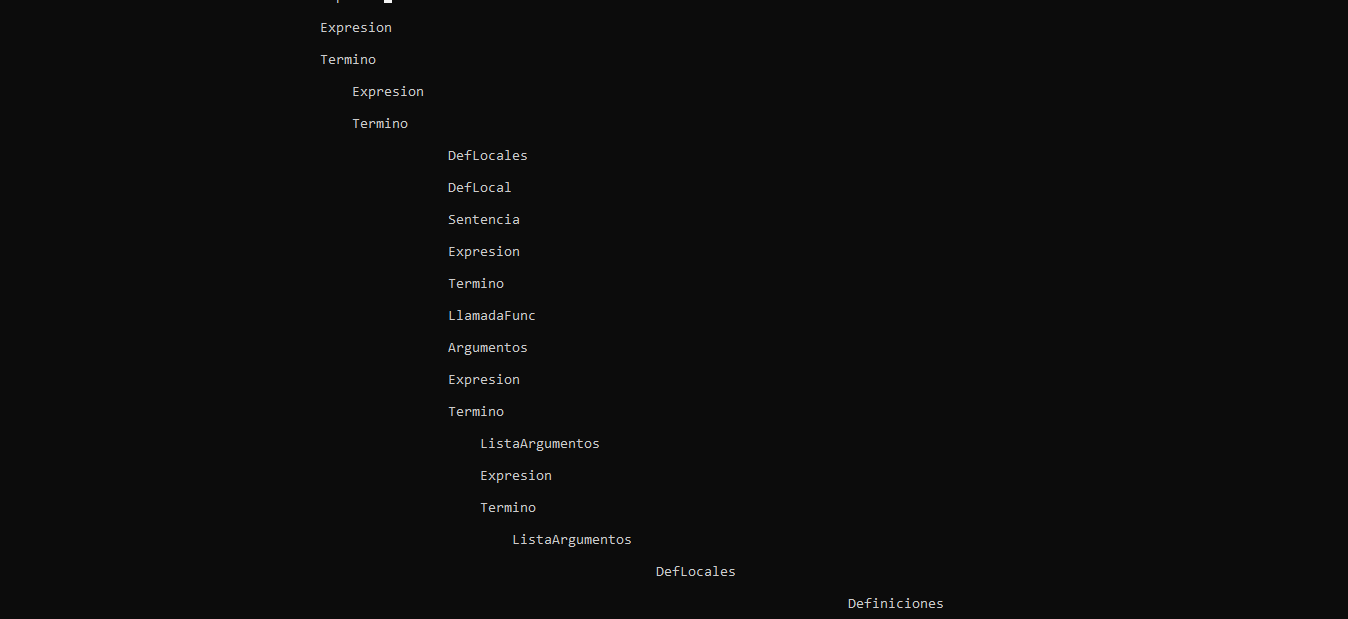 Expresion
Termino
Expresion
Termino
DefLocales
DefLocal
Sentencia
Expresion
Termino
LlamadaFunc
Argumentos
Expresion
Termino
ListaArgumentos
Expresion
Termino
ListaArgumentos
DefLocales
Definiciones